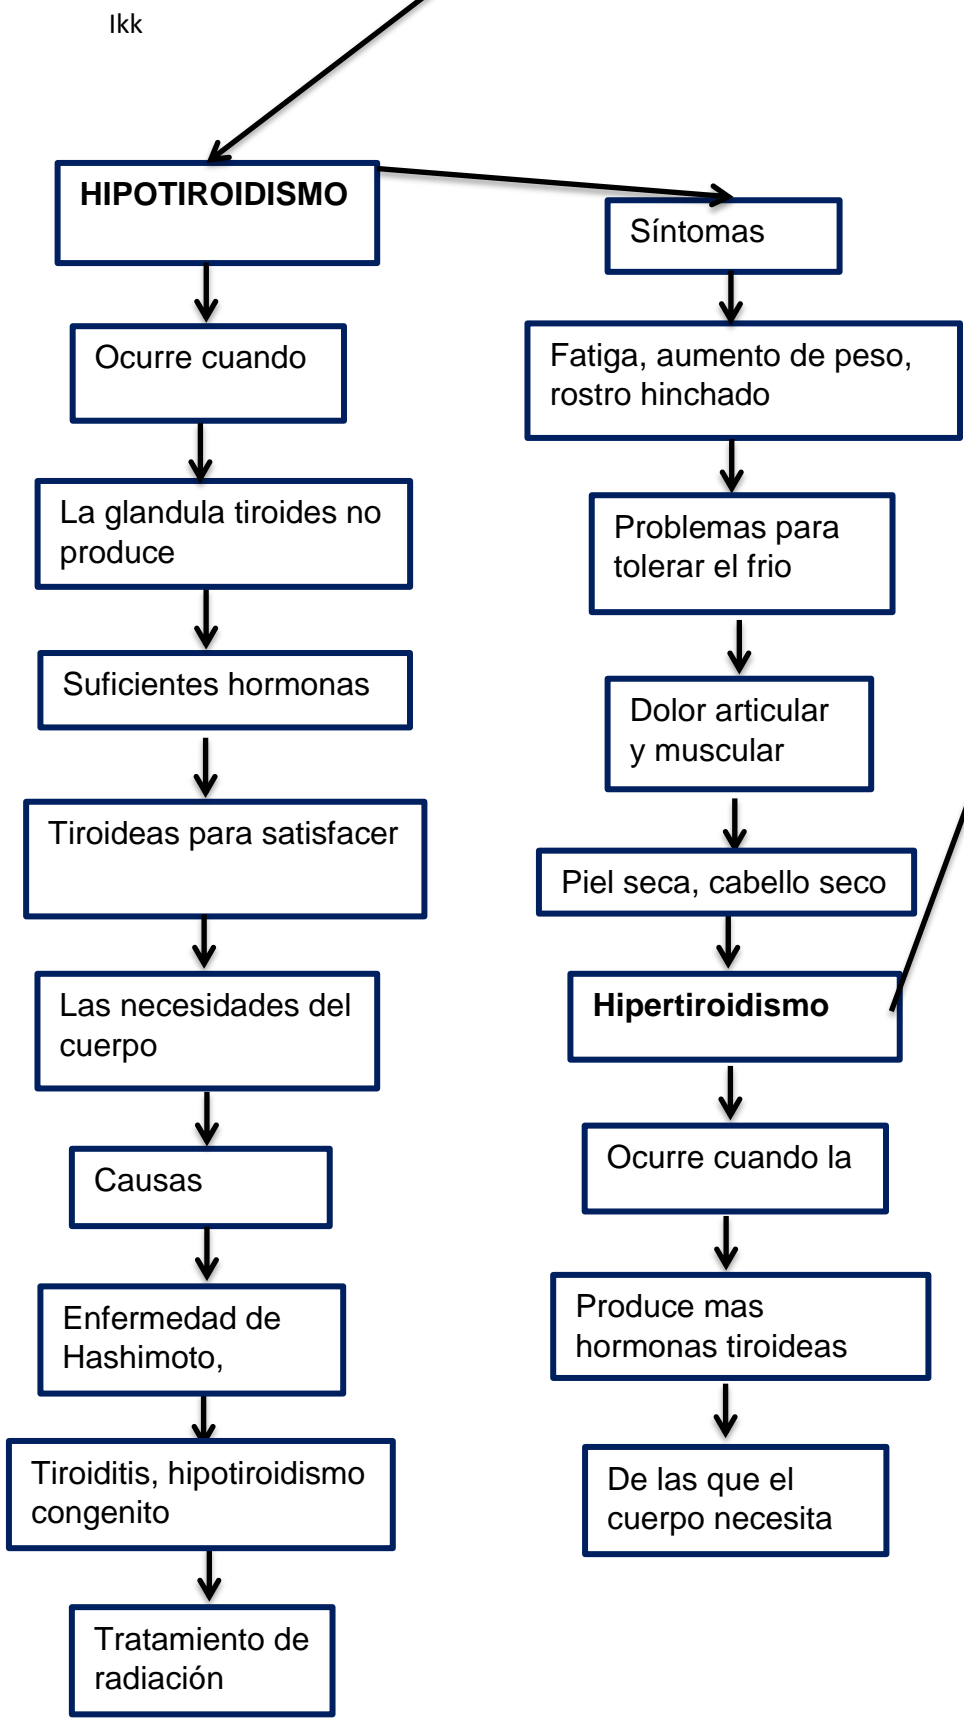 Ikk
HIPOTIROIDISMO
Ocurre cuando
La glandula tiroides no
produce
Suficientes hormonas
Tiroideas para satisfacer
Las necesidades del
cuerpo
Causas
Enfermedad de
Hashimoto,
Tiroiditis, hipotiroidismo
congenito
Tratamiento de
radiación
Síntomas
Fatiga, aumento de peso,
rostro hinchado
Problemas para
tolerar el frio
Dolor articular
y muscular
Piel seca, cabello seco
Hipertiroidismo
Ocurre cuando la
Produce mas
hormonas tiroideas
De las que el
cuerpo necesita